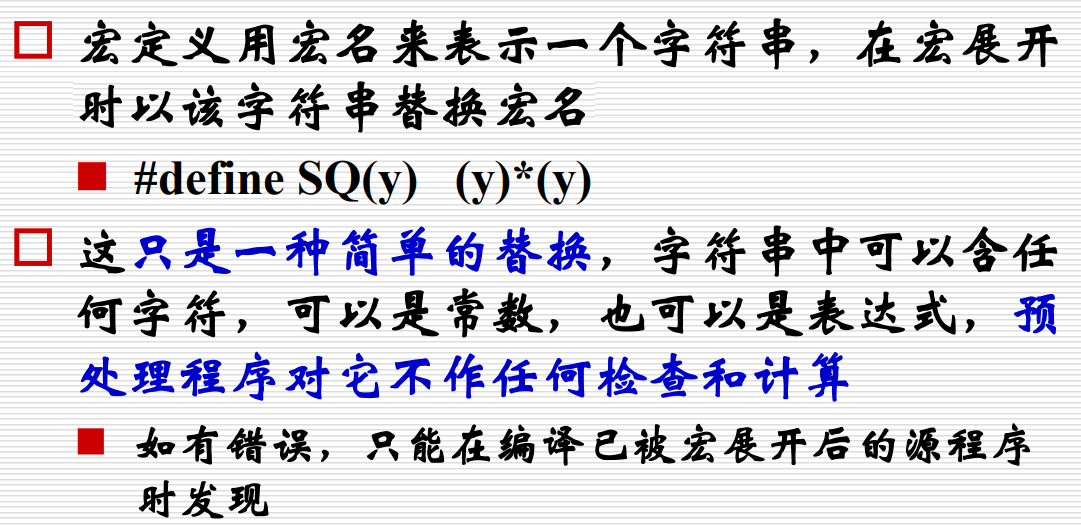 宏定义用宏名来表示一个字符串，在宏展开
时以该字符串替换宏名
#define SQ(y) (y)*(y)
这只是一种简单的替换，字符串中可以含任
何字符，可以是常数，也可以是表达式，预
处理程序对它不作任何检查和计算
如有错误，只能在编译已被宏展开后的源程序
时发现